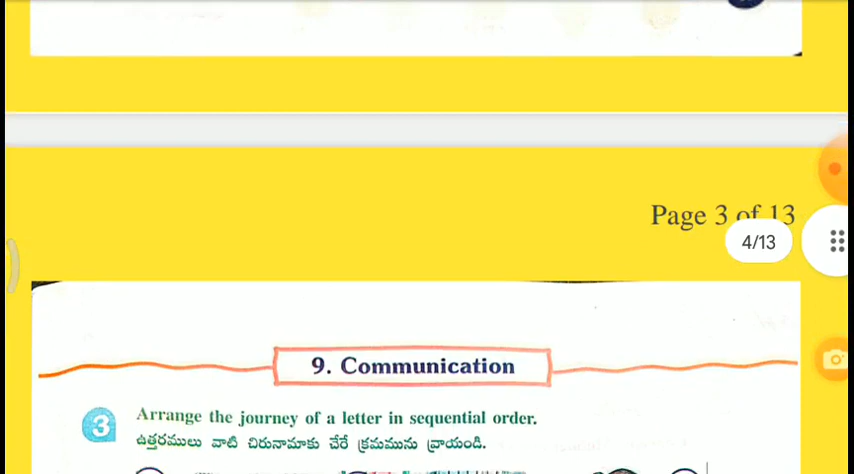 Page 3 of 13
4/13
9. Communication
3 Arrange the journey of a letter in sequential order.
ఉత్తరములు వాటి చిరునామాకు చేరే క్రమమును వ్రాయండి.